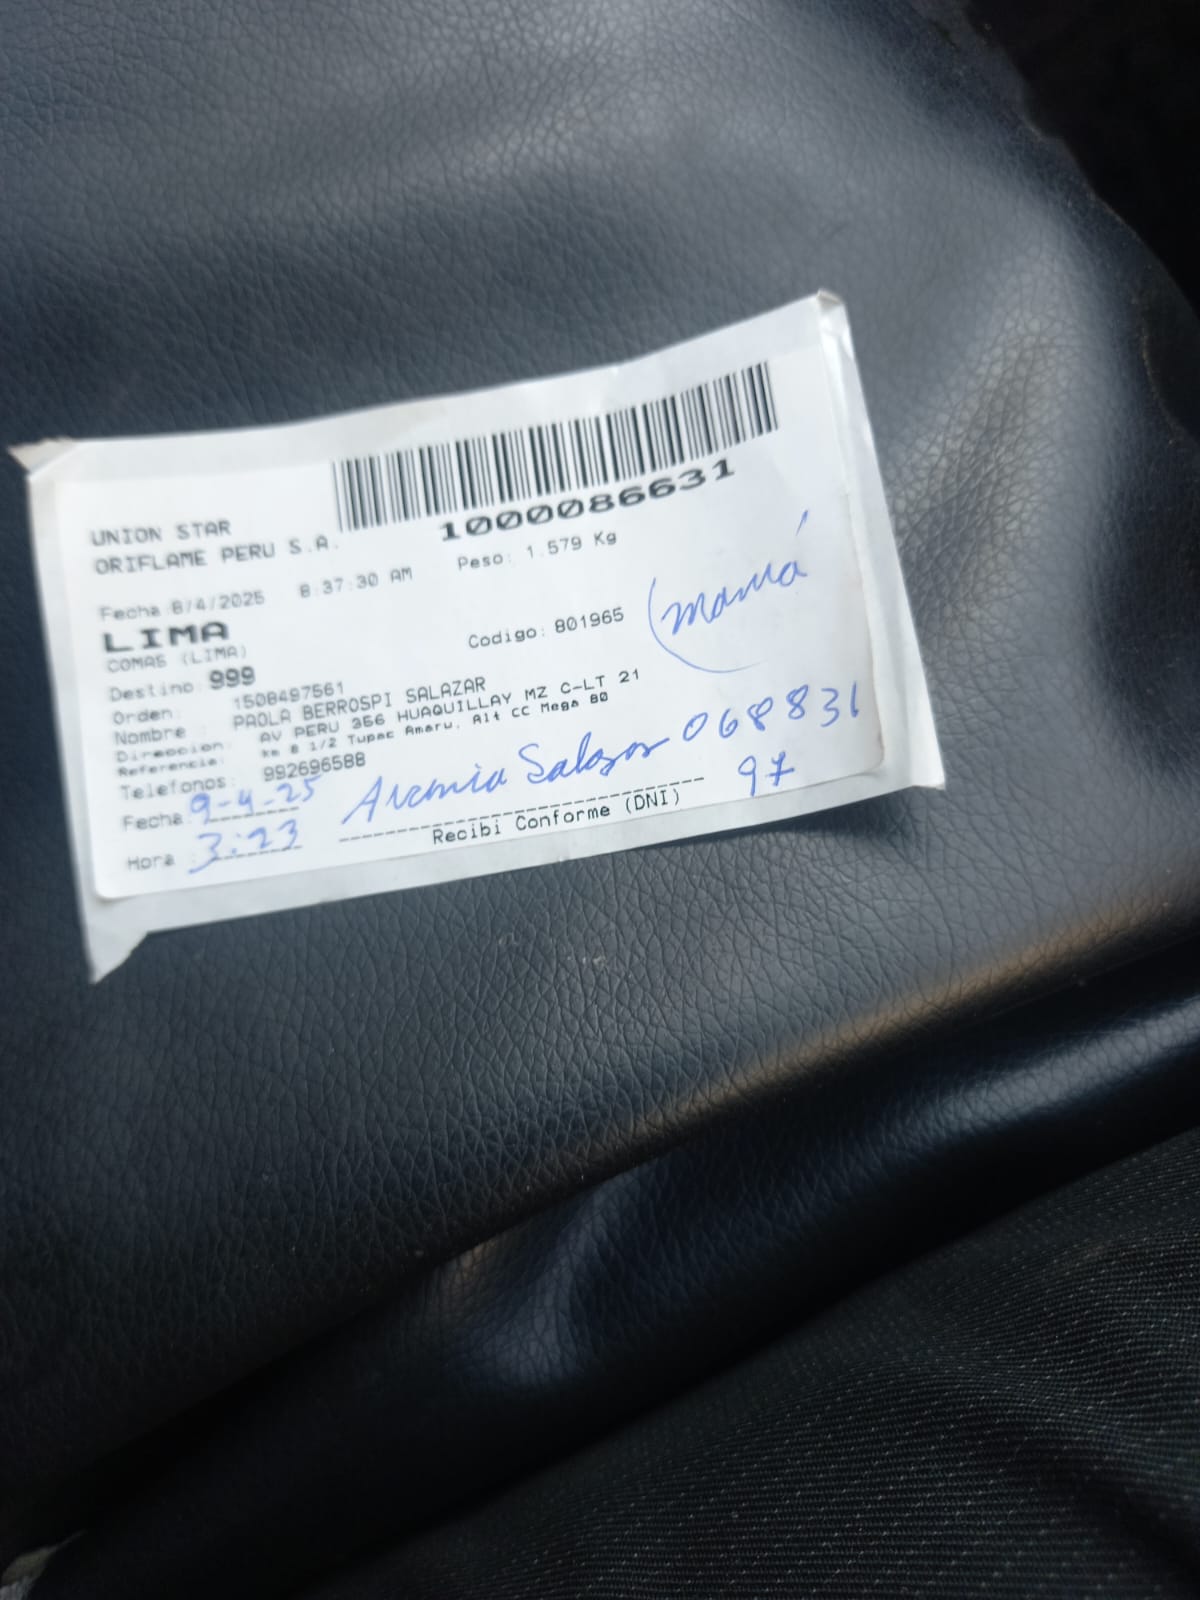 1000086631
UNION STAR
ORIFLAME PERU S.A.
Fecha 8/4/2025 8:37:30 AM Peso: 1.579 Kg
LIMA
COMAS (LIMA) Codigo: 801965 (mamá
Destino: 999
Orden: 1508497561
Nombre: PAOLA BERROSPI SALAZAR
Direccion: AV PERU 356 HUAQUILLAY MZ C-LT 21
Referencia: km 8 1/2 Tupac Amaru. Alt CC Mega 80
Telefonos: 992696588
Fecha: 9-4-25 Salazar 068831
97
Hora: 3:23 Recibi Conforme (DNI)